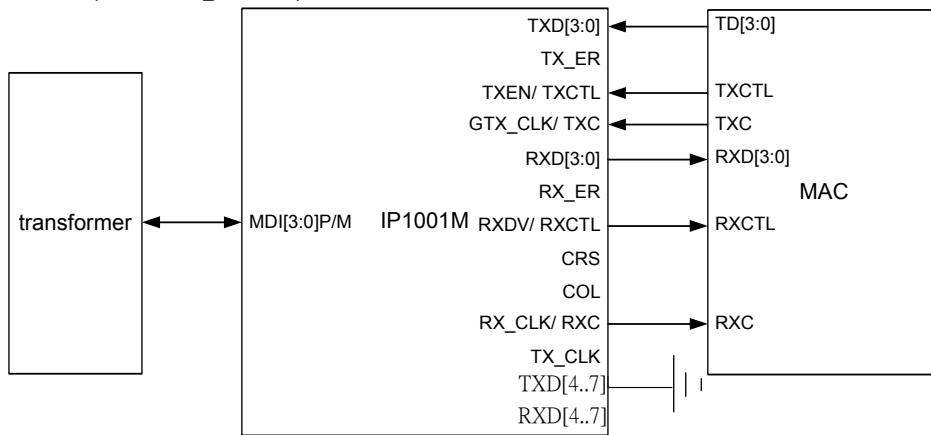 TXD[3:0] TD[3:0]
TX_ER
TXEN/ TXCTL TXCTL
GTX_CLK/ TXC TXC
RXD[3:0] RXD[3:0]
RX_ER MAC
transformer MDI[3:0]P/M IP1001M RXDV/ RXCTL RXCTL
CRS
COL
RX_CLK/ RXC RXC
TX_CLK
TXD[4..7]
RXD[4..7]